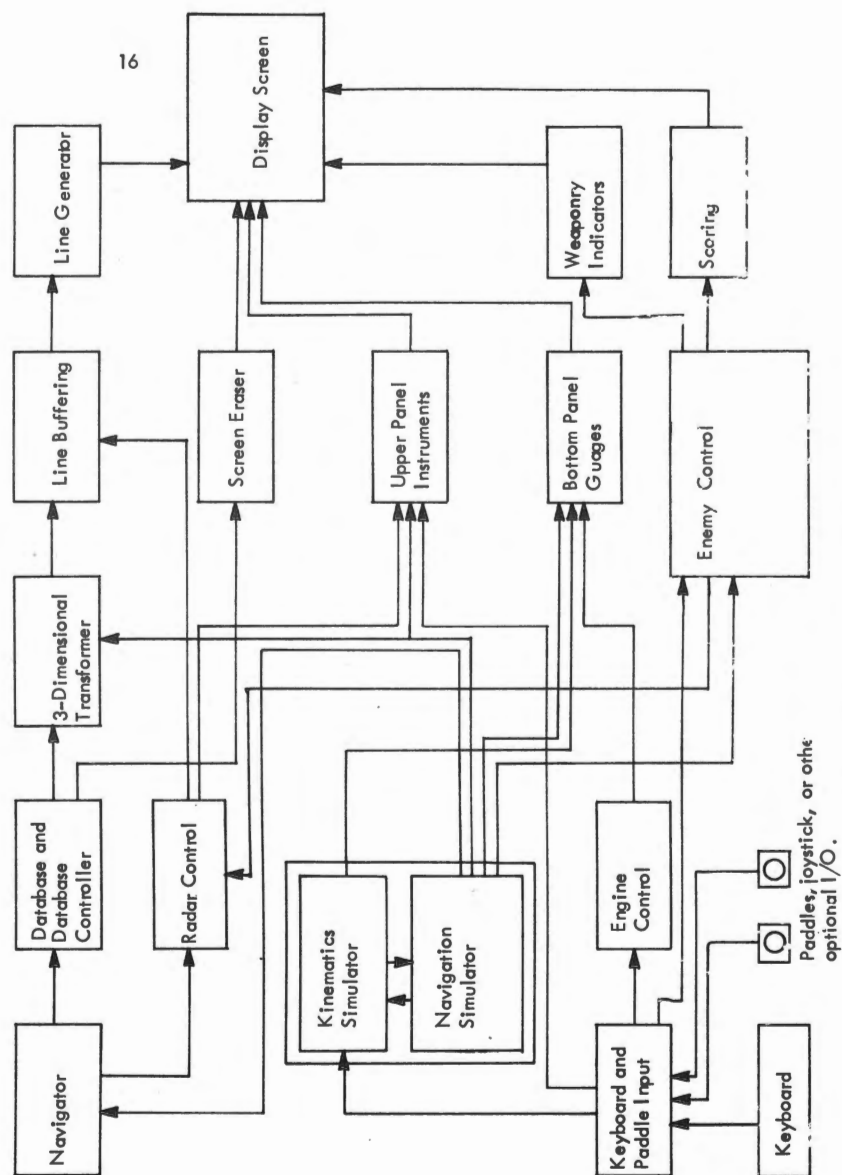 16
Navigator
Database and
Database
Controller
3-Dimensional
Transformer
Line Buffering
Line Generator
Radar Control
Screen Eraser
Display Screen
Kinematics
Simulator
Navigation
Simulator
Upper Panel
Instruments
Bottom Panel
Guages
Weaponry
Indicators
Keyboard and
Paddle Input
Engine
Control
Enemy Control
Scoring
Keyboard
Paddles, joystick, or othe
optional I/O.